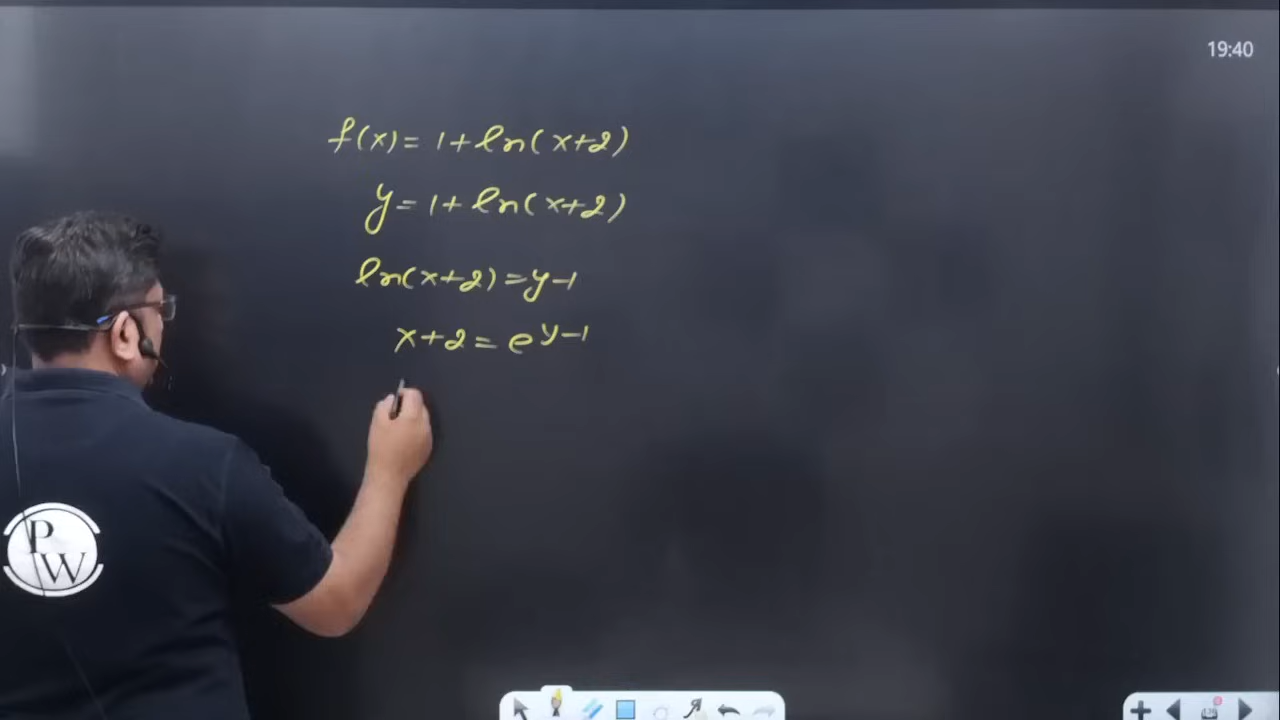 19:40
f(x) = 1 + ln(x+2)
y = 1 + ln(x+2)
ln(x+2) = y-1
x+2 = e^{y-1}
PW